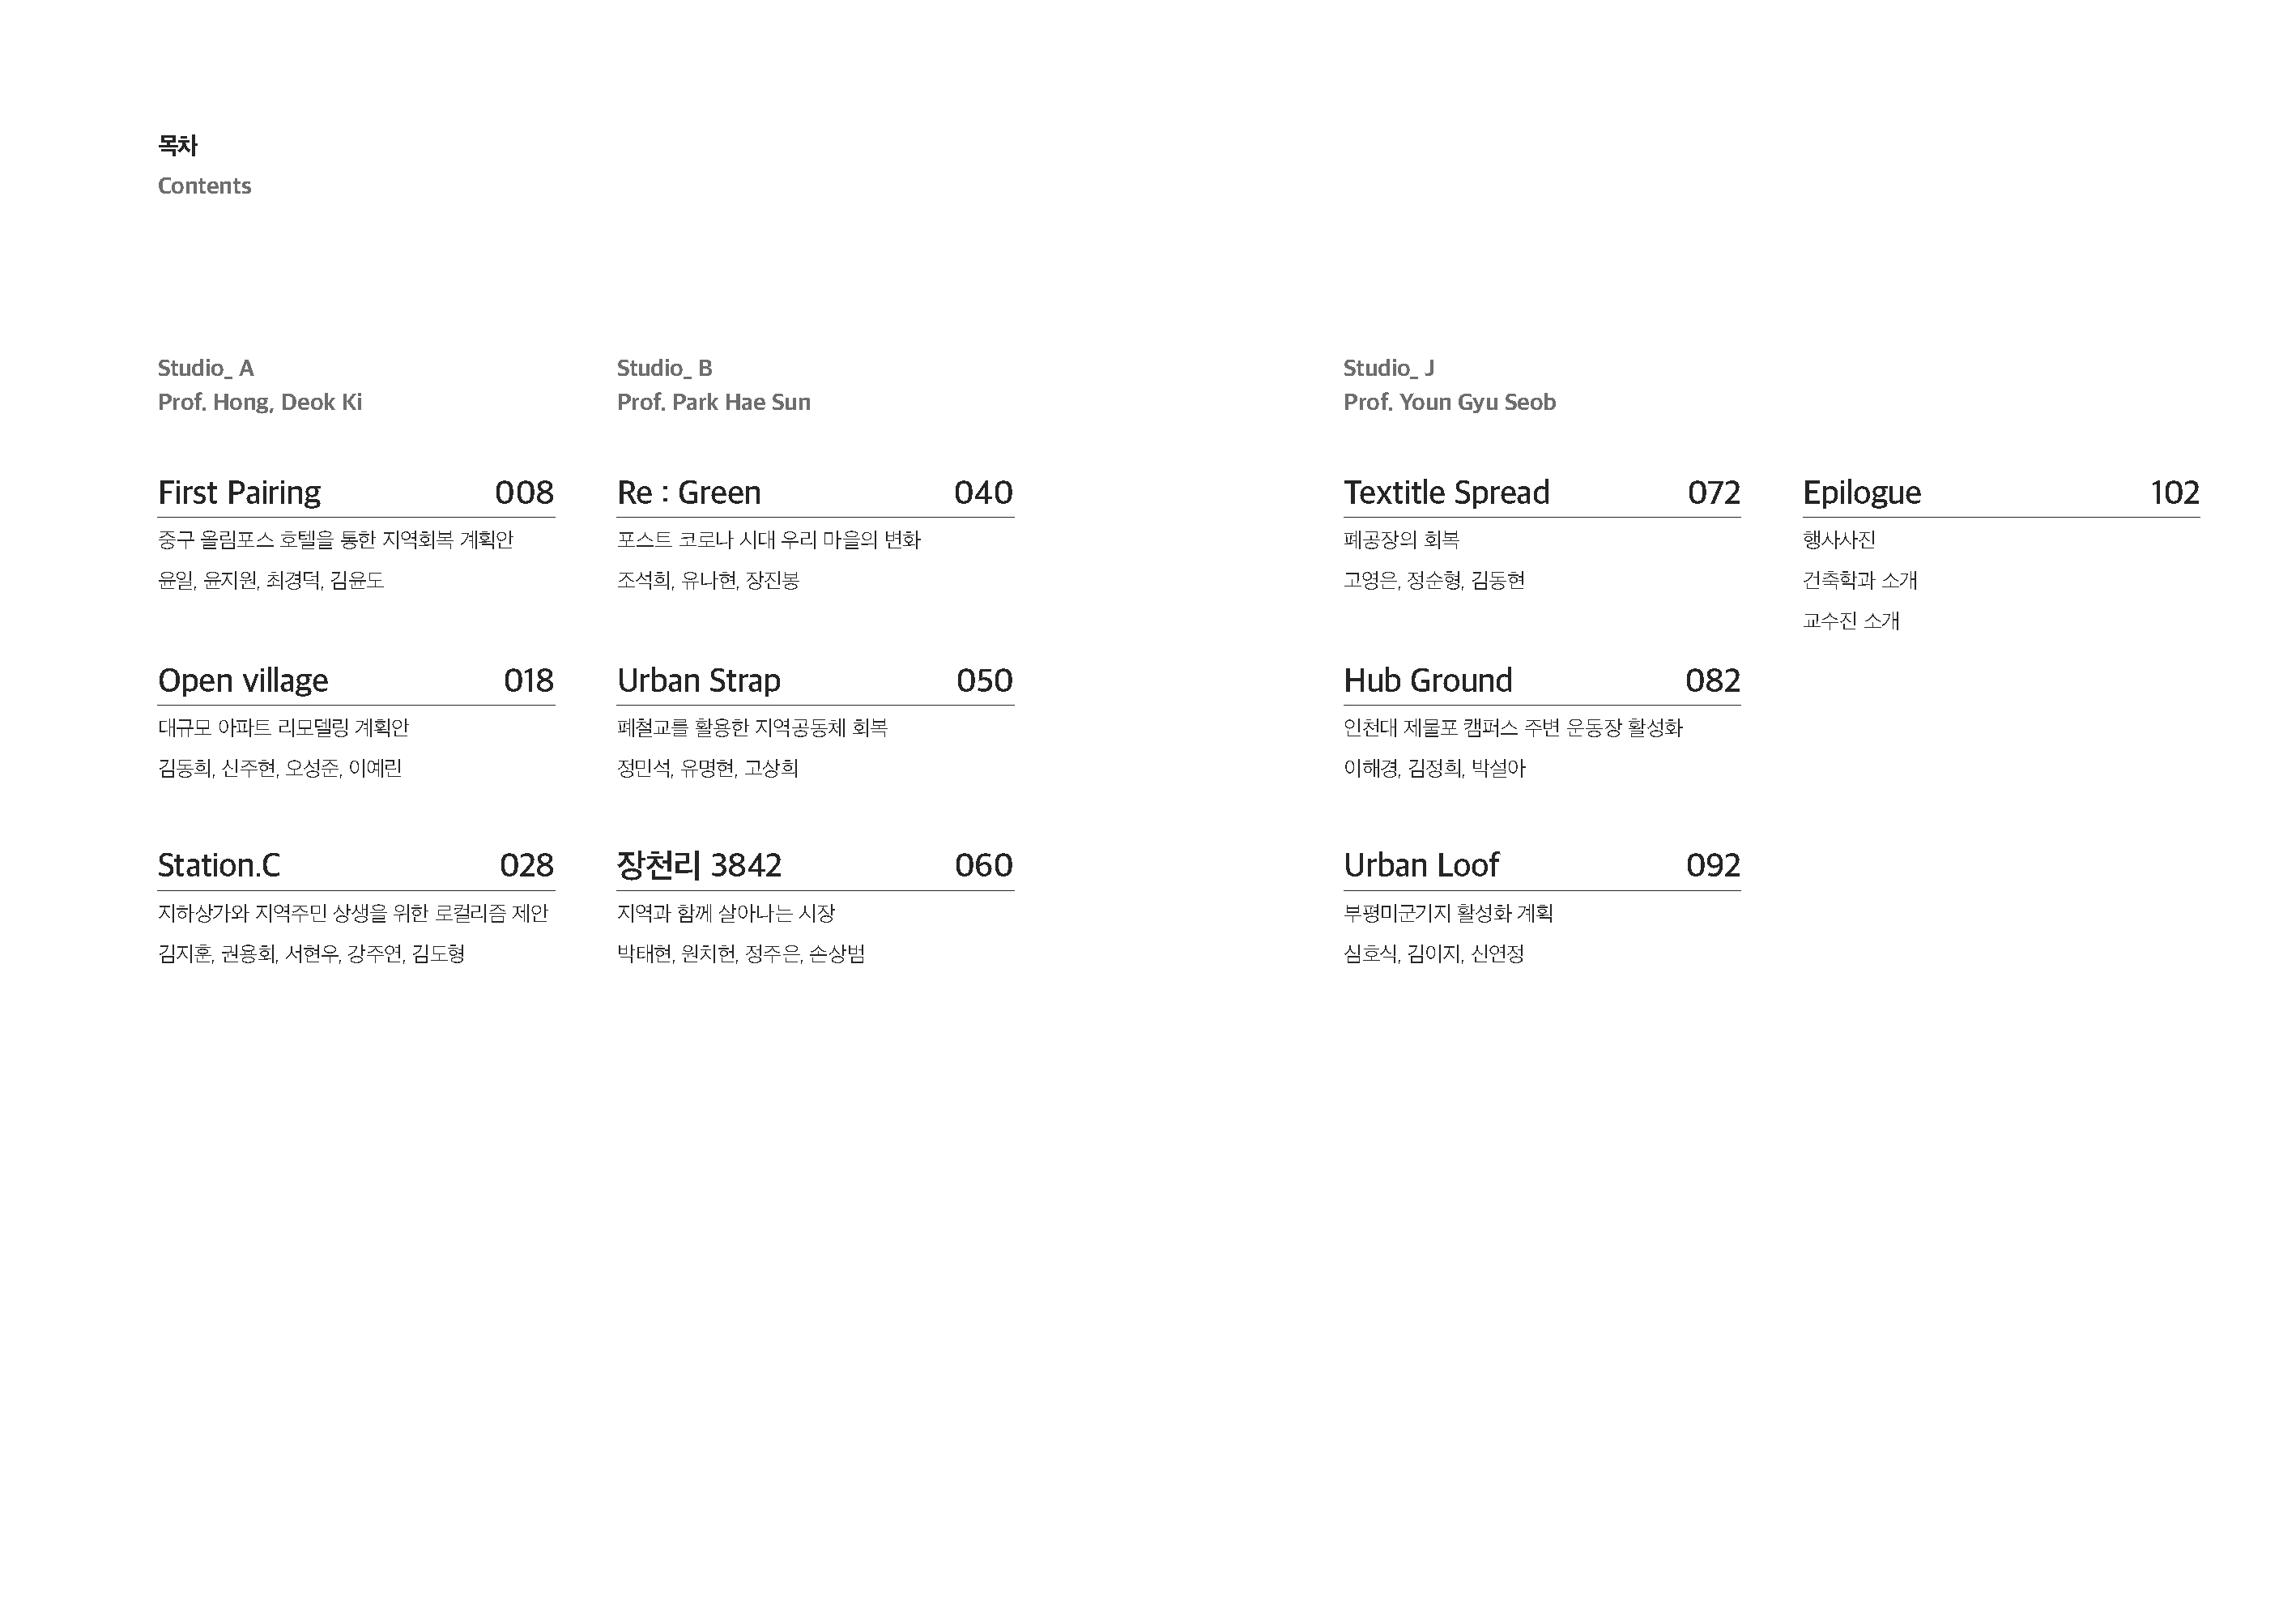 목차
Contents
Studio_ A
Prof. Hong, Deok Ki
First Pairing 008
중구 올림포스 호텔을 통한 지역회복 계획안
윤일, 윤지원, 최경덕, 김윤도
Open village 018
대규모 아파트 리모델링 계획안
김동희, 신주현, 오성준, 이예린
Station.C 028
지하상가와 지역주민 상생을 위한 로컬리즘 제안
김지훈, 권용회, 서현우, 강주연, 김도형
Studio_ B
Prof. Park Hae Sun
Re : Green 040
포스트 코로나 시대 우리 마을의 변화
조석희, 유나현, 장진봉
Urban Strap 050
폐철교를 활용한 지역공동체 회복
정민석, 유명현, 고상희
장천리 3842 060
지역과 함께 살아나는 시장
박태현, 원치헌, 정주은, 손상범
Studio_ J
Prof. Youn Gyu Seob
Textitle Spread 072
폐공장의 회복
고영은, 정순형, 김동현
Hub Ground 082
인천대 제물포 캠퍼스 주변 운동장 활성화
이해경, 김정희, 박설아
Urban Loof 092
부평미군기지 활성화 계획
심호식, 김이지, 신연정
Epilogue 102
행사사진
건축학과 소개
교수진 소개